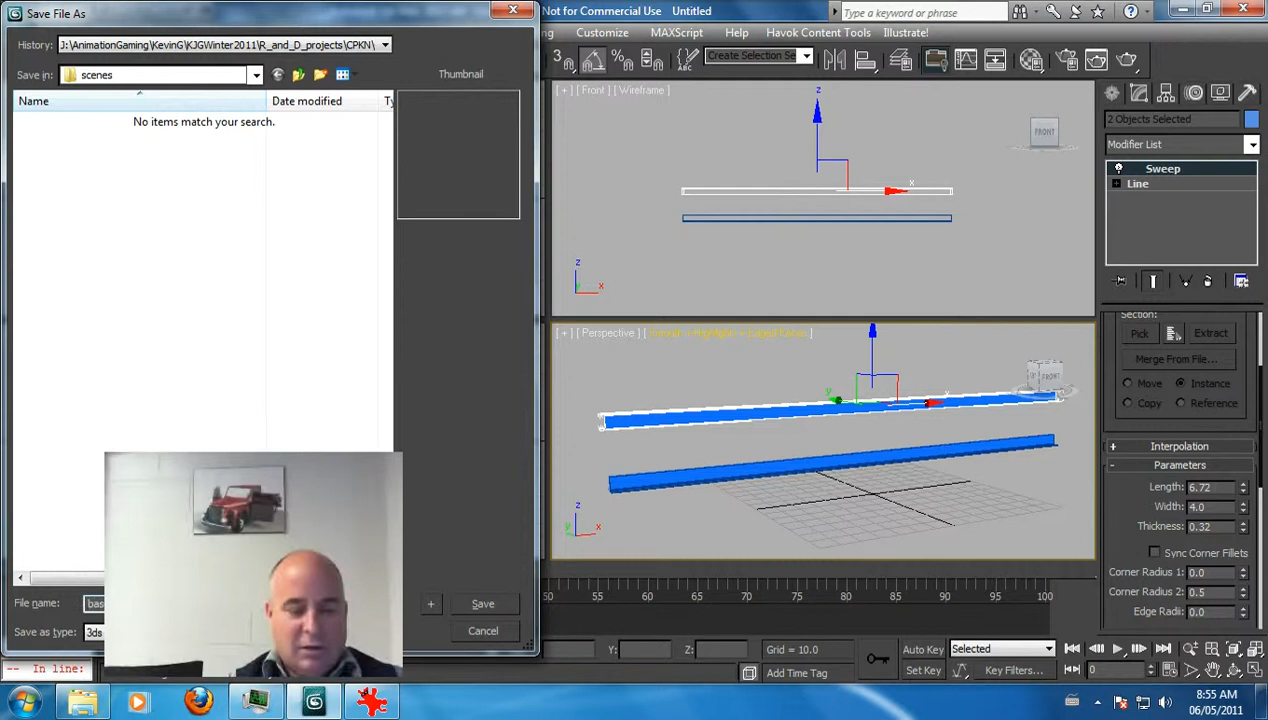 Save File As
Not for Commercial Use Untitled
Type a keyword or phrase
History: J:\AnimationGaming\KevinG\KJGWinter2011\R_and_D_projects\CPKN\
Customize MAXScript Help Havok Content Tools Illustrate!
Save in: scenes
Thumbnail
3
Create Selection Se
Name Date modified Ty
No items match your search.
[ + ] [ Front ] [ Wireframe ]
z
FRONT
x
z
x
2 Objects Selected
Modifier List
Sweep
Line
[ + ] [ Perspective ]
FRONT
y
x
z
y
x
Section:
Pick Extract
Merge From File...
Move Instance
Copy Reference
+ Interpolation
- Parameters
Length: 6.72
Width: 4.0
Thickness: 0.32
Sync Corner Fillets
Corner Radius 1: 0.0
Corner Radius 2: 0.5
Edge Radii: 0.0
File name: bas
+ Save
Save as type: 3ds
Cancel
55 60 65 70 75 80 85 90 95 100
Y: Z: Grid = 10.0
Add Time Tag
Auto Key Selected
Set Key Key Filters...
0
-- In line:
8:55 AM
06/05/2011